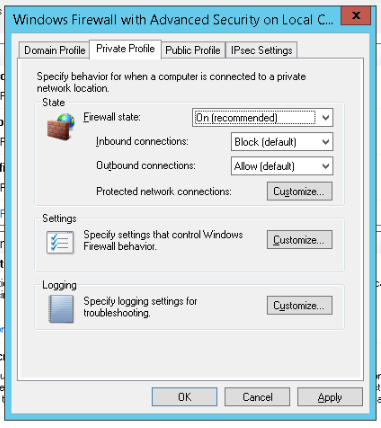 Windows Firewall with Advanced Security on Local C...
x
Domain Profile Private Profile Public Profile IPsec Settings
Specify behavior for when a computer is connected to a private
network location.
State
Firewall state: On (recommended)
Inbound connections: Block (default)
Outbound connections: Allow (default)
Protected network connections: Customize...
Settings
Specify settings that control Windows
Firewall behavior.
Customize...
Logging
Specify logging settings for
troubleshooting.
Customize...
OK Cancel Apply